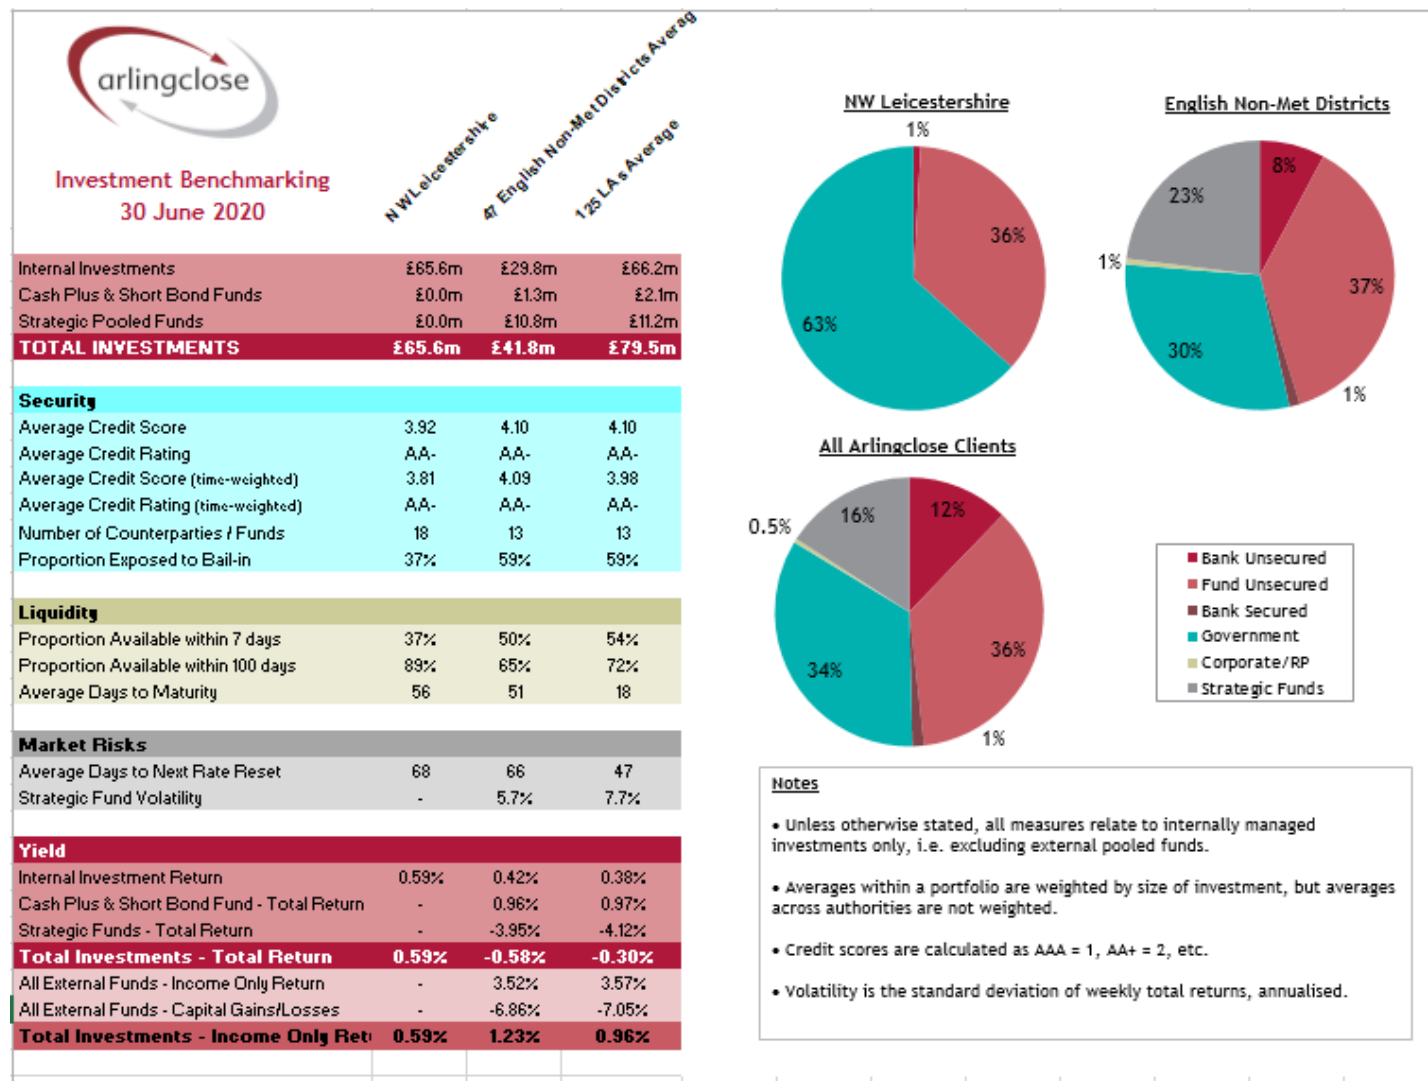 arlingclose
Investment Benchmarking
30 June 2020
NW Leicestershire
47 English Non-Met Districts Averag
125 LAs Average
Internal Investments £65.6m £29.8m £66.2m
Cash Plus & Short Bond Funds £0.0m £1.3m £2.1m
Strategic Pooled Funds £0.0m £10.8m £11.2m
TOTAL INVESTMENTS £65.6m £41.8m £79.5m
Security
Average Credit Score 3.92 4.10 4.10
Average Credit Rating AA- AA- AA-
Average Credit Score (time-weighted) 3.81 4.09 3.98
Average Credit Rating (time-weighted) AA- AA- AA-
Number of Counterparties / Funds 18 13 13
Proportion Exposed to Bail-in 37% 59% 59%
Liquidity
Proportion Available within 7 days 37% 50% 54%
Proportion Available within 100 days 89% 65% 72%
Average Days to Maturity 56 51 18
Market Risks
Average Days to Next Rate Reset 68 66 47
Strategic Fund Volatility - 5.7% 7.7%
Yield
Internal Investment Return 0.59% 0.42% 0.38%
Cash Plus & Short Bond Fund - Total Return - 0.96% 0.97%
Strategic Funds - Total Return - -3.95% -4.12%
Total Investments - Total Return 0.59% -0.58% -0.30%
All External Funds - Income Only Return - 3.52% 3.57%
All External Funds - Capital Gains/Losses - -6.86% -7.05%
Total Investments - Income Only Ret 0.59% 1.23% 0.96%
NW Leicestershire
1%
36%
63%
English Non-Met Districts
8%
23%
1%
37%
30%
1%
All Arlingclose Clients
12%
16%
0.5%
36%
34%
1%
Bank Unsecured
Fund Unsecured
Bank Secured
Government
Corporate/RP
Strategic Funds
Notes
• Unless otherwise stated, all measures relate to internally managed
investments only, i.e. excluding external pooled funds.
• Averages within a portfolio are weighted by size of investment, but averages
across authorities are not weighted.
• Credit scores are calculated as AAA = 1, AA+ = 2, etc.
• Volatility is the standard deviation of weekly total returns, annualised.